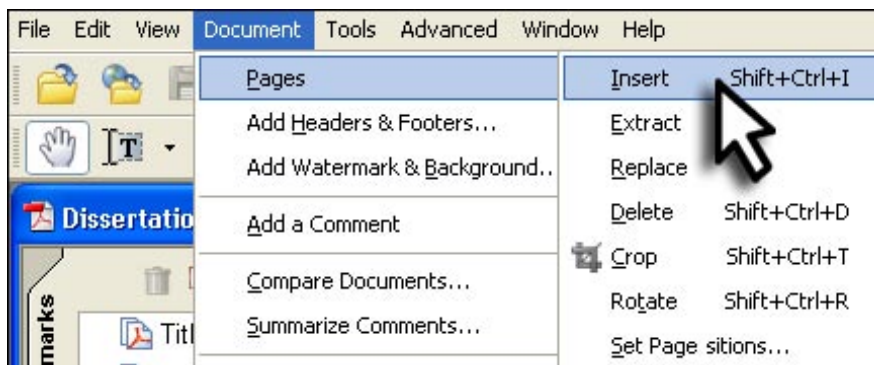 File Edit View Document Tools Advanced Window Help
Pages
Add Headers & Footers...
Add Watermark & Background..
Add a Comment
Compare Documents...
Summarize Comments...
Insert Shift+Ctrl+I
Extract
Replace
Delete Shift+Ctrl+D
Crop Shift+Ctrl+T
Rotate Shift+Ctrl+R
Set Page sitions...
T
Dissertatio
marks
Titl